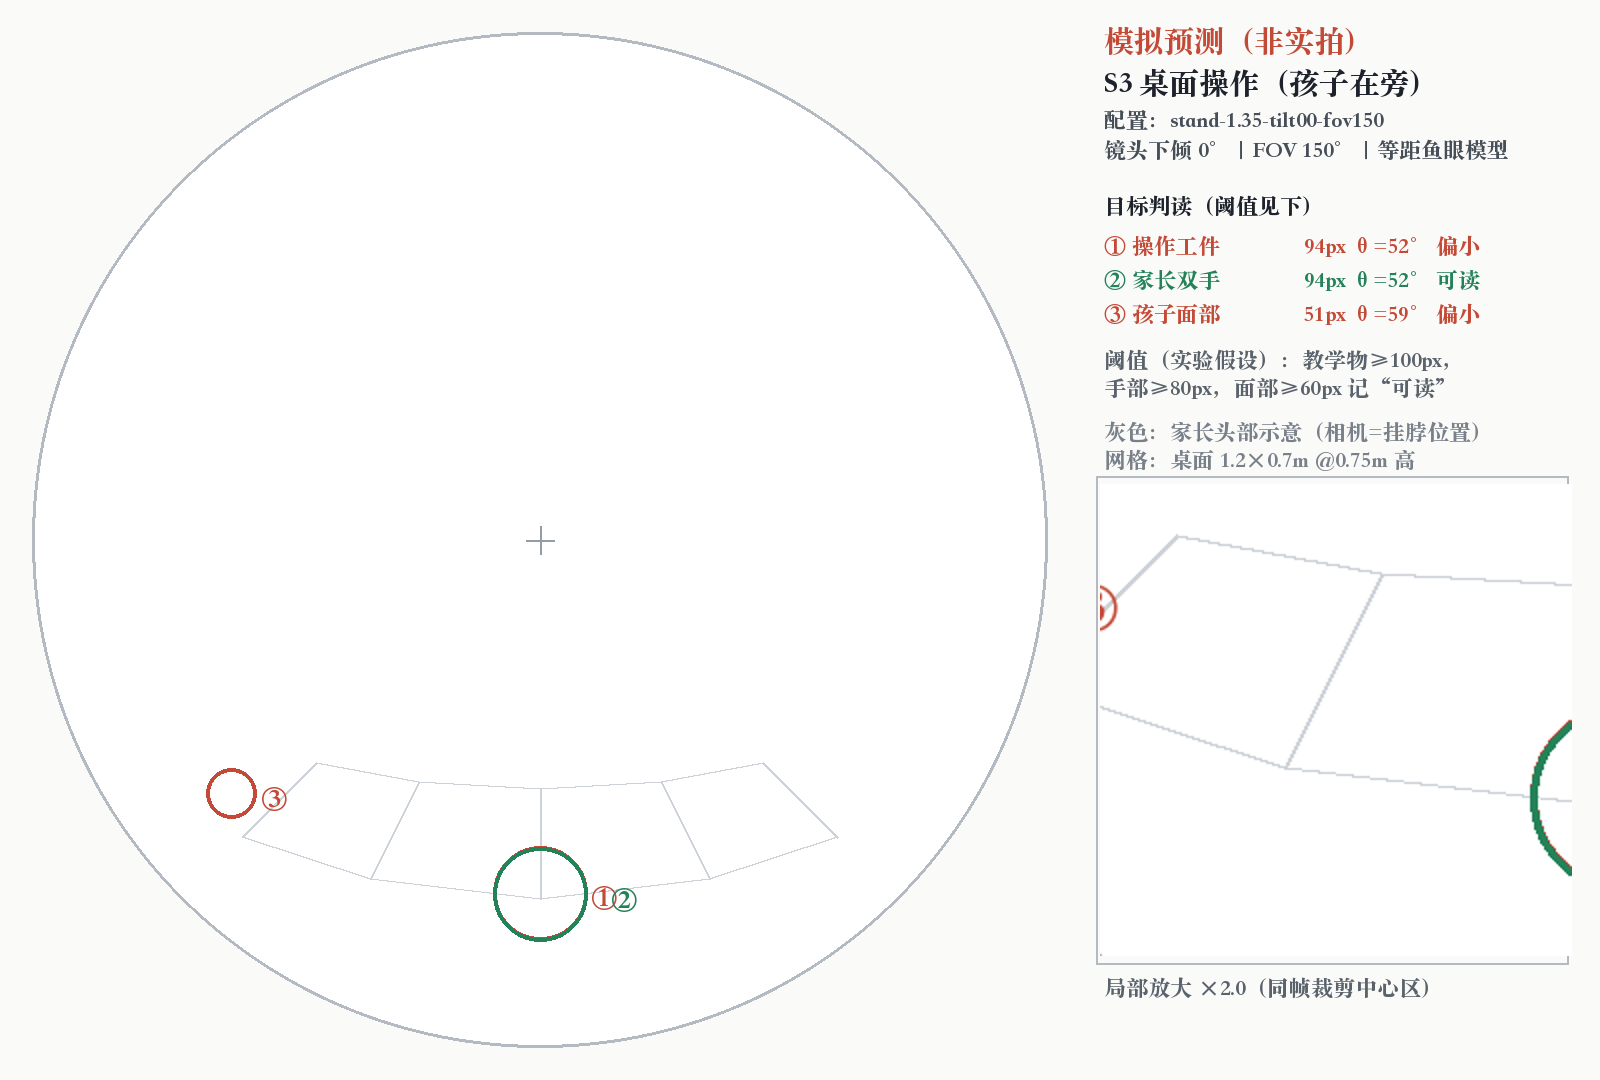 模拟预测（非实拍）
S3 桌面操作（孩子在旁）
配置：stand-1.35-tilt00-fov150
镜头下倾 0° ｜FOV 150° ｜等距鱼眼模型
目标判读（阈值见下）
① 操作工件 94px θ=52° 偏小
② 家长双手 94px θ=52° 可读
③ 孩子面部 51px θ=59° 偏小
阈值（实验假设）：教学物≥100px，
手部≥80px，面部≥60px 记“可读”
灰色：家长头部示意（相机=挂脖位置）
网格：桌面 1.2×0.7m @0.75m 高
③
①②
局部放大 ×2.0（同帧裁剪中心区）